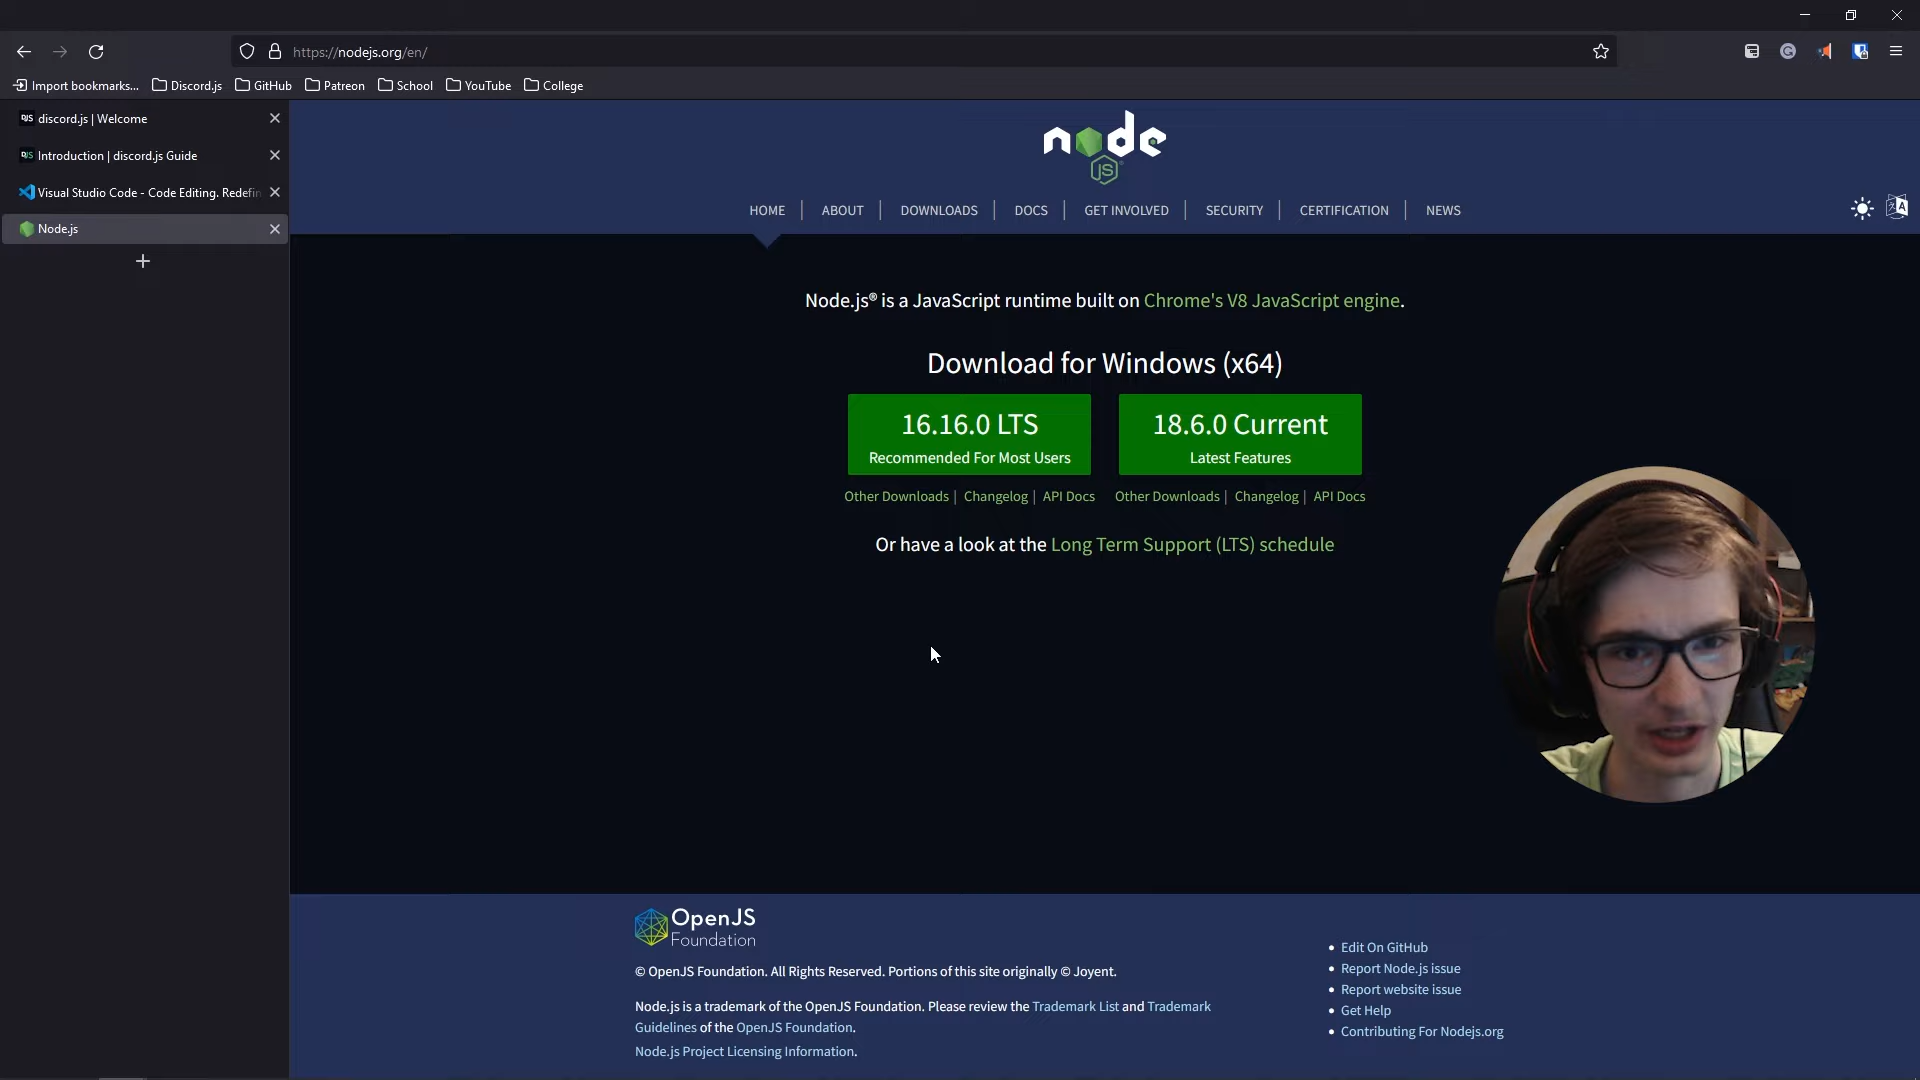 https://nodejs.org/en/
Import bookmarks... Discord.js GitHub Patreon School YouTube College
DJS discord.js | Welcome
DJS Introduction | discord.js Guide
Visual Studio Code - Code Editing. Redefin
Node.js
node
JS
HOME | ABOUT | DOWNLOADS | DOCS | GET INVOLVED | SECURITY | CERTIFICATION | NEWS
Node.js® is a JavaScript runtime built on Chrome's V8 JavaScript engine.
Download for Windows (x64)
16.16.0 LTS
Recommended For Most Users
18.6.0 Current
Latest Features
Other Downloads | Changelog | API Docs
Other Downloads | Changelog | API Docs
Or have a look at the Long Term Support (LTS) schedule
OpenJS
Foundation
© OpenJS Foundation. All Rights Reserved. Portions of this site originally © Joyent.
Node.js is a trademark of the OpenJS Foundation. Please review the Trademark List and Trademark
Guidelines of the OpenJS Foundation.
Node.js Project Licensing Information.
• Edit On GitHub
• Report Node.js issue
• Report website issue
• Get Help
• Contributing For Nodejs.org